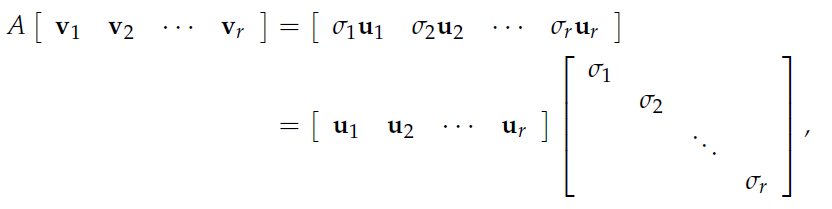 A [ v₁ v₂ ⋯ v_r ] = [ σ₁u₁ σ₂u₂ ⋯ σ_ru_r ]
= [ u₁ u₂ ⋯ u_r ] [ σ₁ σ₂ ⋱ σ_r ] ,